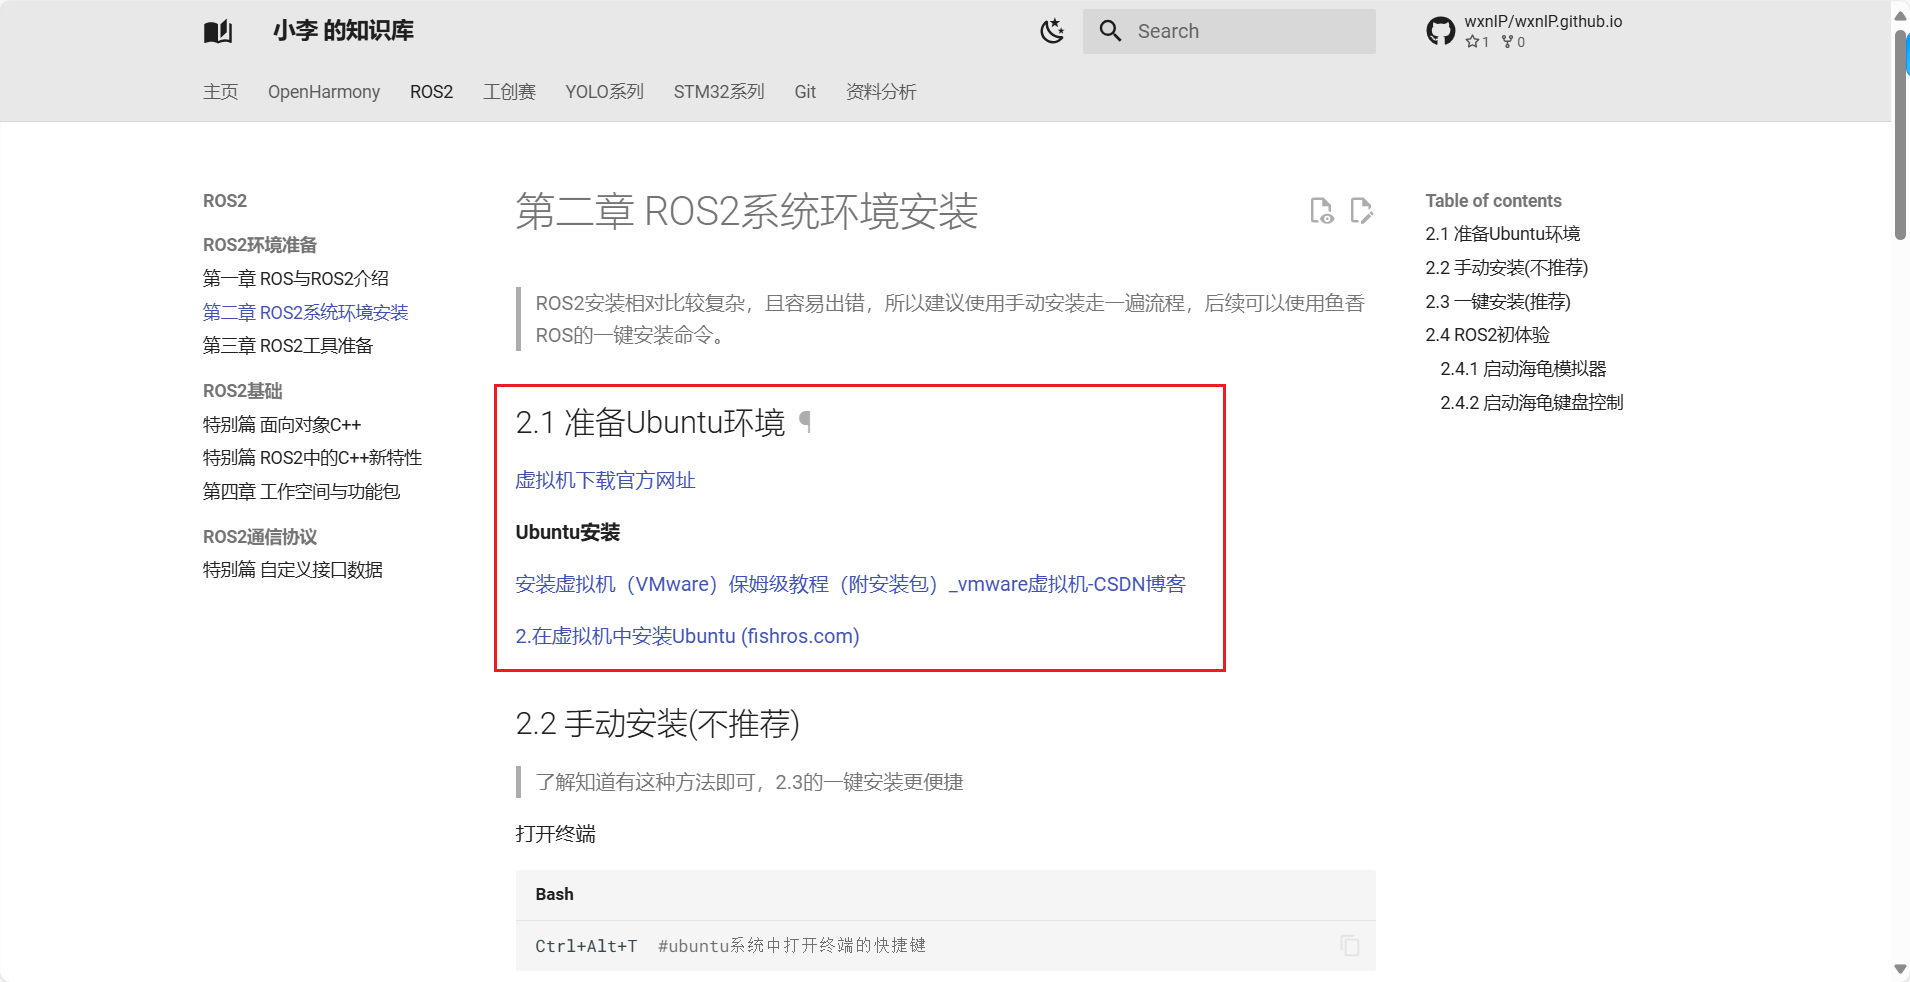 小李 的知识库
Search
wxnIP/wxnIP.github.io
1 0
主页 OpenHarmony ROS2 工创赛 YOLO系列 STM32系列 Git 资料分析
ROS2
ROS2环境准备
第一章 ROS与ROS2介绍
第二章 ROS2系统环境安装
第三章 ROS2工具准备
ROS2基础
特别篇 面向对象C++
特别篇 ROS2中的C++新特性
第四章 工作空间与功能包
ROS2通信协议
特别篇 自定义接口数据
第二章 ROS2系统环境安装
ROS2安装相对比较复杂，且容易出错，所以建议使用手动安装走一遍流程，后续可以使用鱼香
ROS的一键安装命令。
2.1 准备Ubuntu环境 ¶
虚拟机下载官方网址
Ubuntu安装
安装虚拟机（VMware）保姆级教程（附安装包）_vmware虚拟机-CSDN博客
2.在虚拟机中安装Ubuntu (fishros.com)
2.2 手动安装(不推荐)
了解知道有这种方法即可，2.3的一键安装更便捷
打开终端
Bash
Ctrl+Alt+T #ubuntu系统中打开终端的快捷键
Table of contents
2.1 准备Ubuntu环境
2.2 手动安装(不推荐)
2.3 一键安装(推荐)
2.4 ROS2初体验
2.4.1 启动海龟模拟器
2.4.2 启动海龟键盘控制